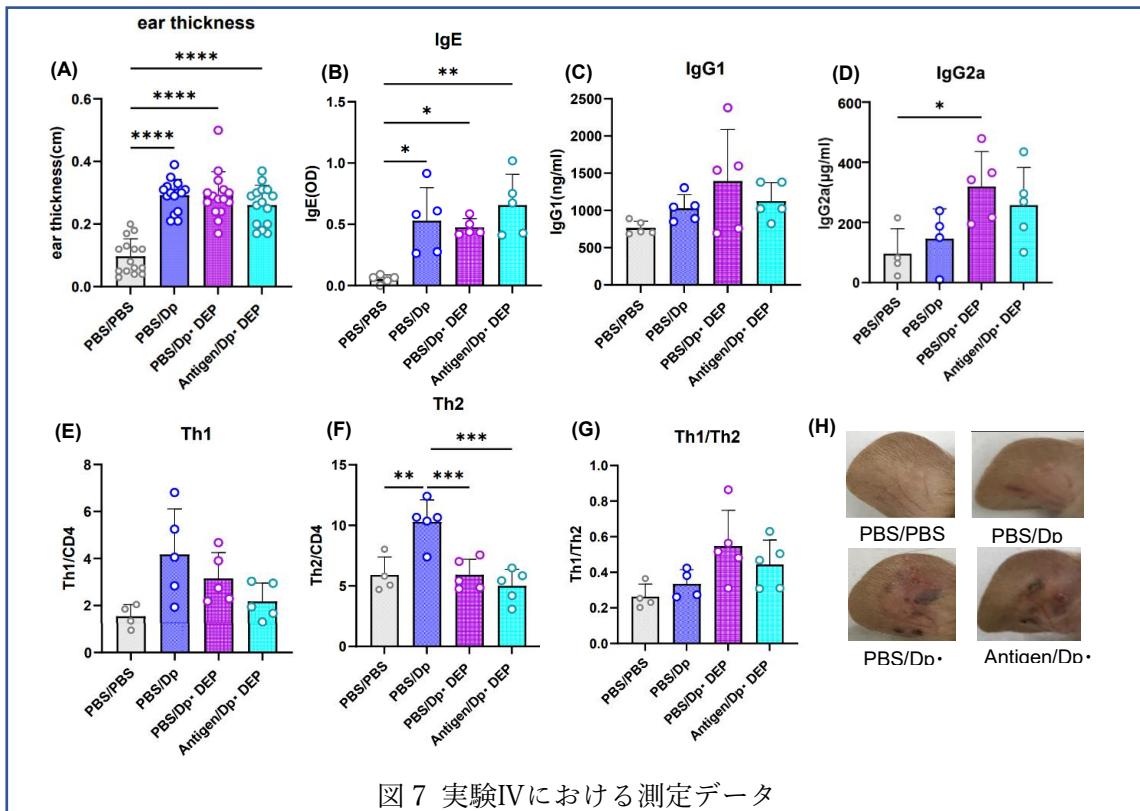 ear thickness
(A)
****
****
****
ear thickness(cm)
0.6
0.4
0.2
0.0
PBS/PBS
PBS/Dp
PBS/Dp・DEP
Antigen/Dp・DEP
IgE
(B)
**
*
*
IgE(OD)
1.5
1.0
0.5
0.0
PBS/PBS
PBS/Dp
PBS/Dp・DEP
Antigen/Dp・DEP
IgG1
(C)
IgG1(ng/ml)
2500
2000
1500
1000
500
0
PBS/PBS
PBS/Dp
PBS/Dp・DEP
Antigen/Dp・DEP
IgG2a
(D)
*
IgG2a(μg/ml)
600
400
200
0
PBS/PBS
PBS/Dp
PBS/Dp・DEP
Antigen/Dp・DEP
Th1
(E)
Th1/CD4
8
6
4
2
0
PBS/PBS
PBS/Dp
PBS/Dp・DEP
Antigen/Dp・DEP
Th2
(F)
***
** ***
Th2/CD4
15
10
5
0
PBS/PBS
PBS/Dp
PBS/Dp・DEP
Antigen/Dp・DEP
Th1/Th2
(G)
Th1/Th2
1.0
0.8
0.6
0.4
0.2
0.0
PBS/PBS
PBS/Dp
PBS/Dp・DEP
Antigen/Dp・DEP
(H)
PBS/PBS
PBS/Dp
PBS/Dp・
Antigen/Dp・
図 7 実験IVにおける測定データ